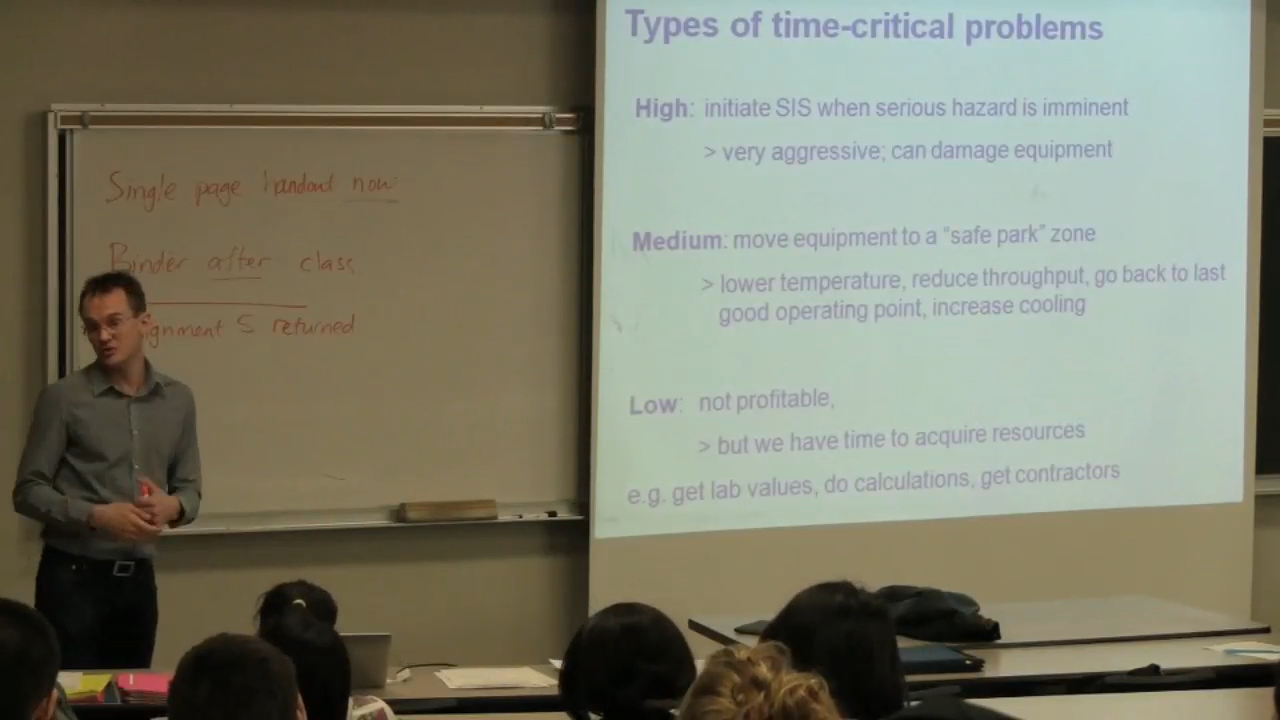 Single page handout now
Binder after class
ignment 5 returned
Types of time-critical problems
High: initiate SIS when serious hazard is imminent
> very aggressive; can damage equipment
Medium: move equipment to a “safe park” zone
> lower temperature, reduce throughput, go back to last
good operating point, increase cooling
Low: not profitable,
> but we have time to acquire resources
e.g. get lab values, do calculations, get contractors